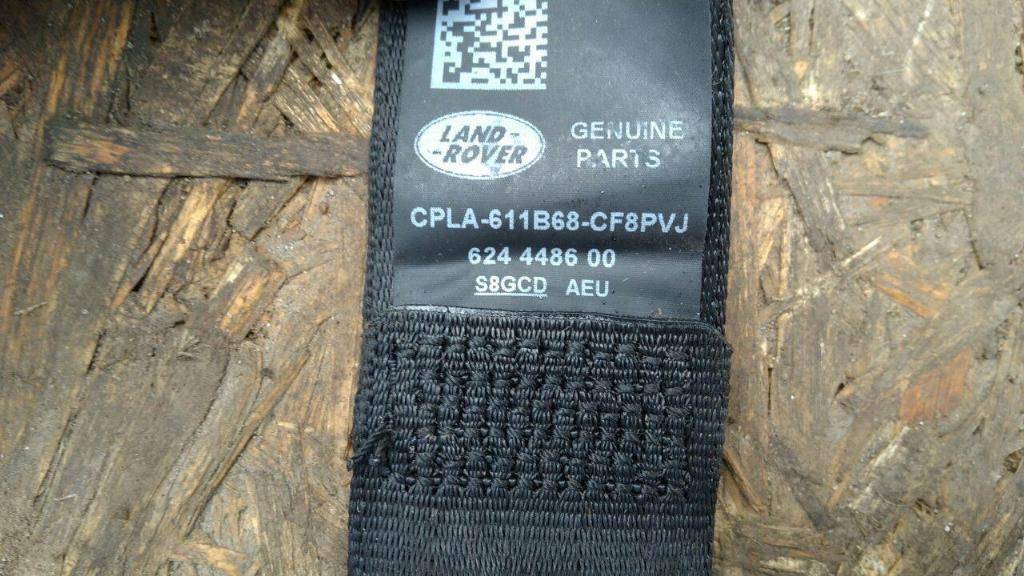 LAND-
-ROVER
GENUINE
PARTS
CPLA-611B68-CF8PVJ
624 4486 00
S8GCD AEU